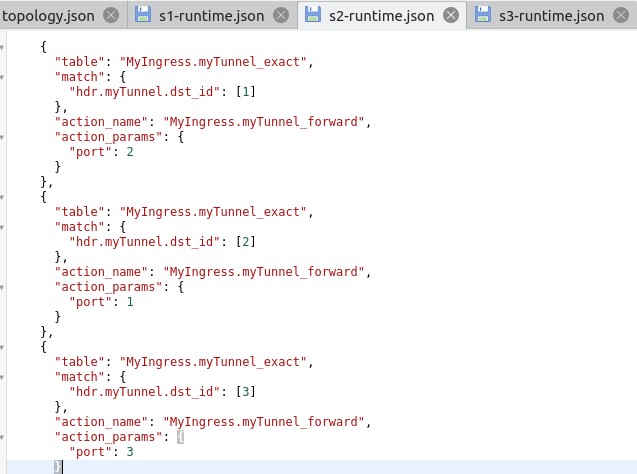 topology.json s1-runtime.json s2-runtime.json s3-runtime.json
{
"table": "MyIngress.myTunnel_exact",
"match": {
"hdr.myTunnel.dst_id": [1]
},
"action_name": "MyIngress.myTunnel_forward",
"action_params": {
"port": 2
}
},
{
"table": "MyIngress.myTunnel_exact",
"match": {
"hdr.myTunnel.dst_id": [2]
},
"action_name": "MyIngress.myTunnel_forward",
"action_params": {
"port": 1
}
},
{
"table": "MyIngress.myTunnel_exact",
"match": {
"hdr.myTunnel.dst_id": [3]
},
"action_name": "MyIngress.myTunnel_forward",
"action_params": {
"port": 3
}